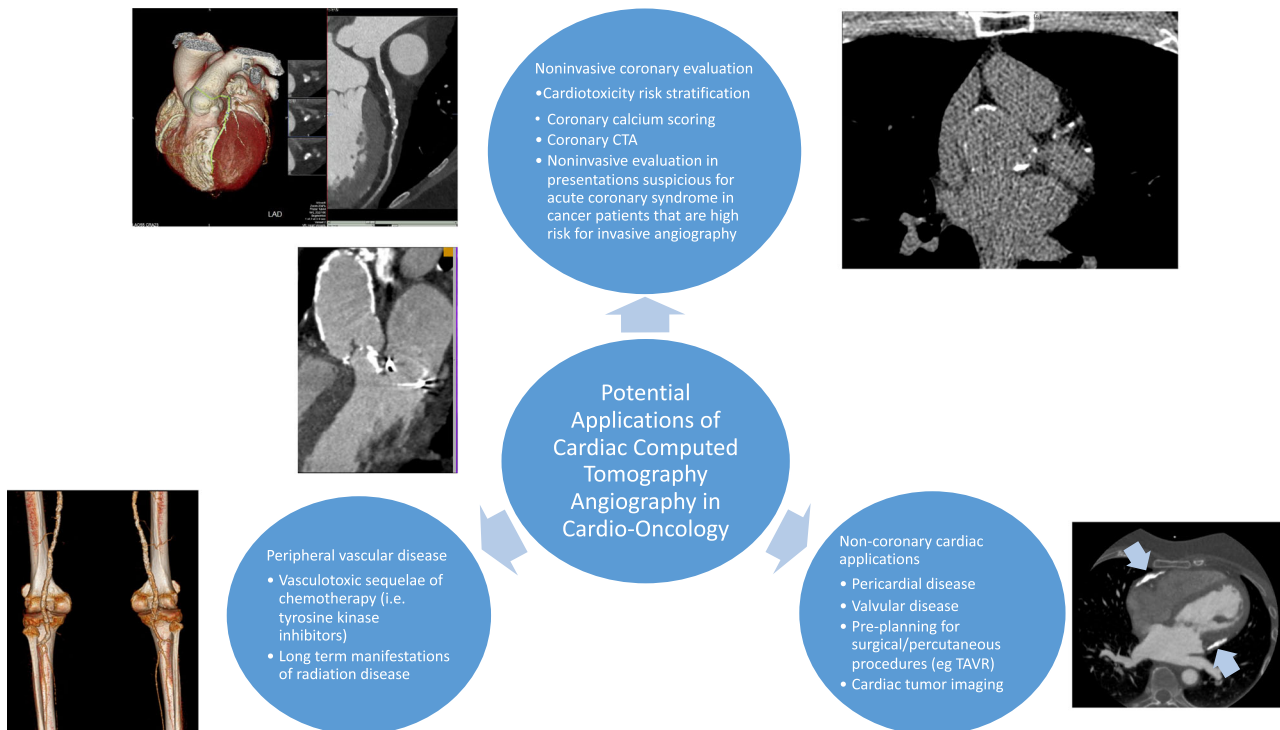 Noninvasive coronary evaluation
•Cardiotoxicity risk stratification
• Coronary calcium scoring
• Coronary CTA
• Noninvasive evaluation in
presentations suspicious for
acute coronary syndrome in
cancer patients that are high
risk for invasive angiography
LAD
Potential
Applications of
Cardiac Computed
Tomography
Angiography in
Cardio-Oncology
Peripheral vascular disease
• Vasculotoxic sequelae of
chemotherapy (i.e.
tyrosine kinase
inhibitors)
• Long term manifestations
of radiation disease
Non-coronary cardiac
applications
• Pericardial disease
• Valvular disease
• Pre-planning for
surgical/percutaneous
procedures (eg TAVR)
• Cardiac tumor imaging